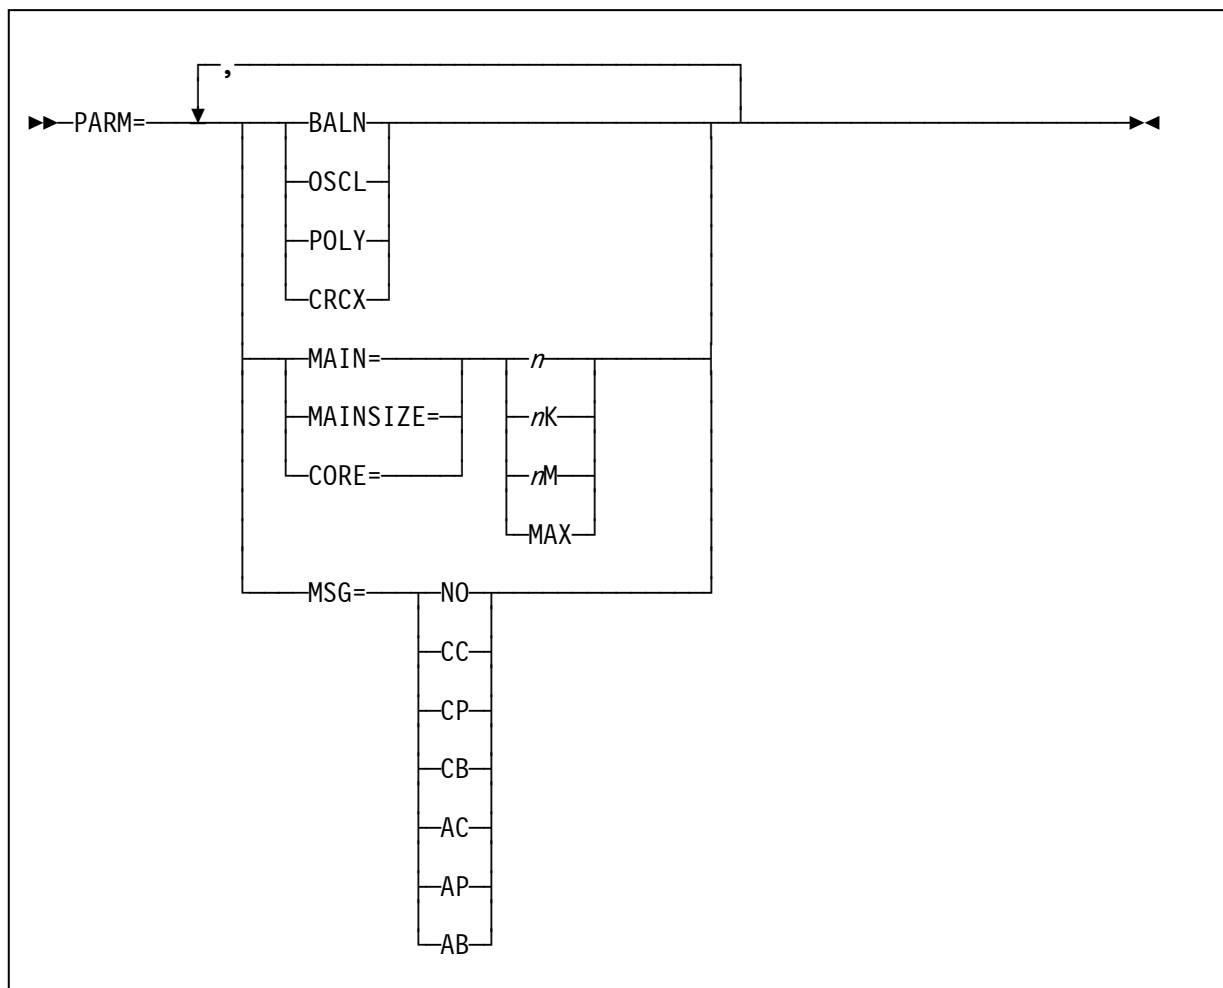 ,
PARM= BALN
OSCL
POLY
CRCX
MAIN= n
MAINSIZE= nK
CORE= nM
MAX
MSG= NO
CC
CP
CB
AC
AP
AB